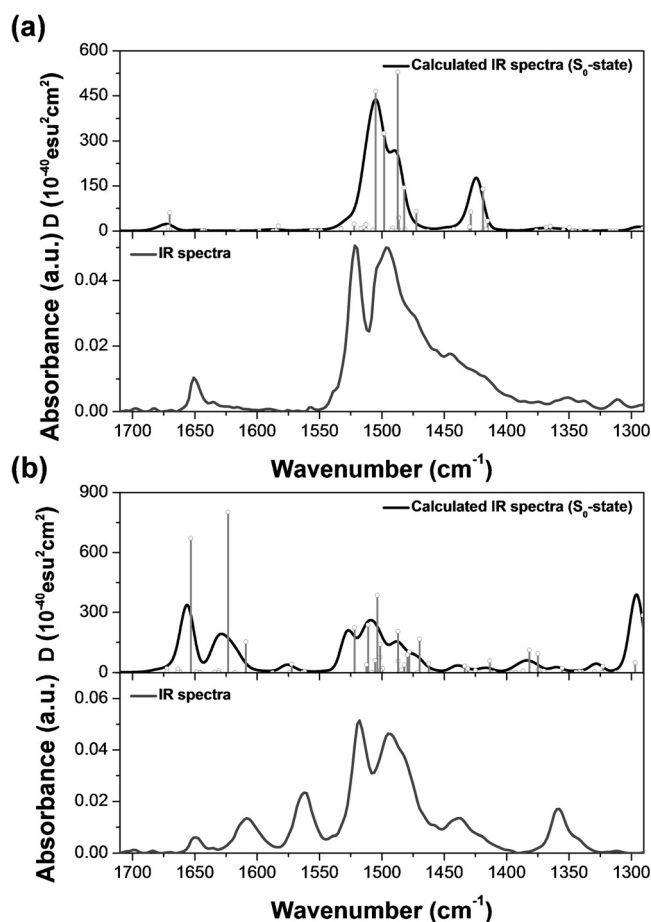 (a)
600
450
300
150
0
D (10⁻⁴⁰esu²cm²)
Calculated IR spectra (S₀-state)
IR spectra
Absorbance (a.u.)
0.04
0.02
0.00
1700 1650 1600 1550 1500 1450 1400 1350 1300
Wavenumber (cm⁻¹)
(b)
900
600
300
0
D (10⁻⁴⁰esu²cm²)
Calculated IR spectra (S₀-state)
IR spectra
Absorbance (a.u.)
0.06
0.04
0.02
0.00
1700 1650 1600 1550 1500 1450 1400 1350 1300
Wavenumber (cm⁻¹)